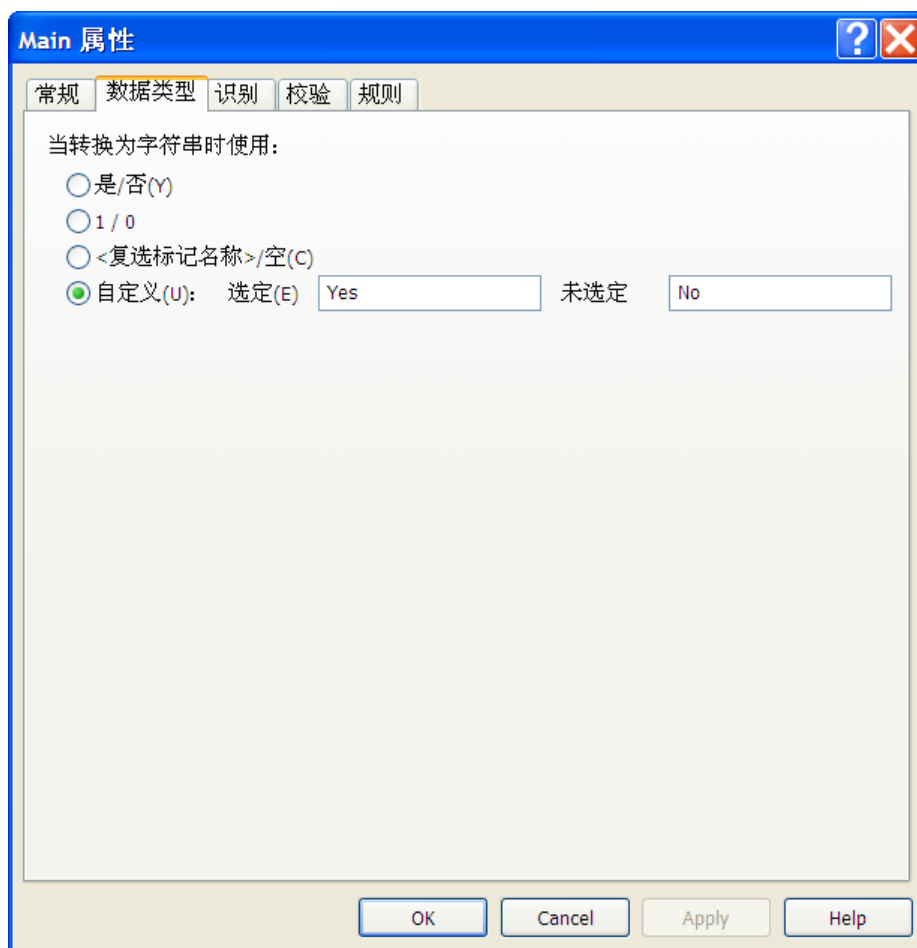 Main 属性
常规 数据类型 识别 校验 规则
当转换为字符串时使用:
是/否(Y)
1 / 0
<复选标记名称>/空(C)
自定义(U): 选定(E) Yes 未选定 No
OK Cancel Apply Help